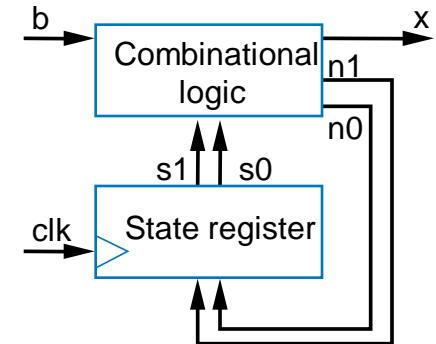 b
x
Combinational
logic
n1
n0
s1
s0
clk
State register